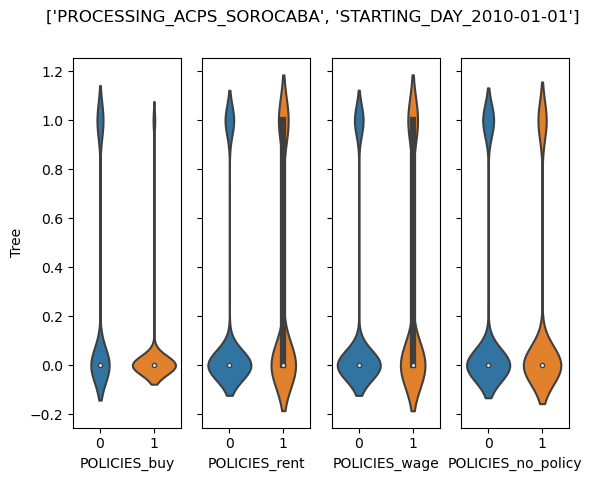 ['PROCESSING_ACPS_SOROCABA', 'STARTING_DAY_2010-01-01']
1.2
1.0
0.8
0.6
0.4
0.2
0.0
−0.2
Tree
0 1 0 1 0 1 0 1
POLICIES_buy POLICIES_rent POLICIES_wage POLICIES_no_policy